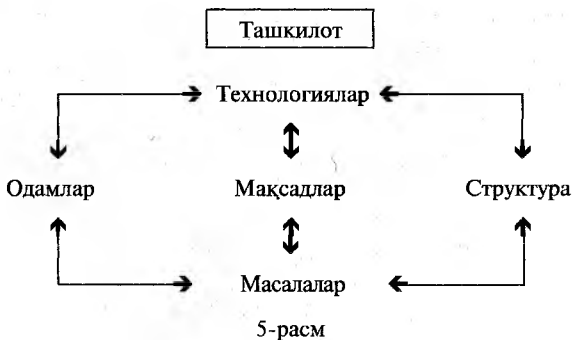 Ташкилот
Технологиялар
Одамлар Мақсадлар Структура
Масалалар
5-расм